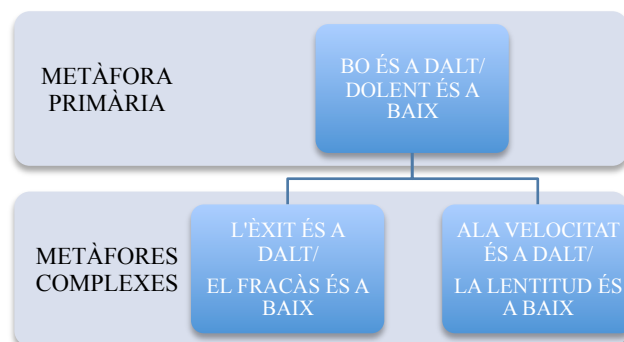 METÀFORA
PRIMÀRIA
BO ÉS A DALT/
DOLENT ÉS A
BAIX
METÀFORES
COMPLEXES
L'ÈXIT ÉS A
DALT/
EL FRACÀS ÉS A
BAIX
ALA VELOCITAT
ÉS A DALT/
LA LENTITUD ÉS
A BAIX